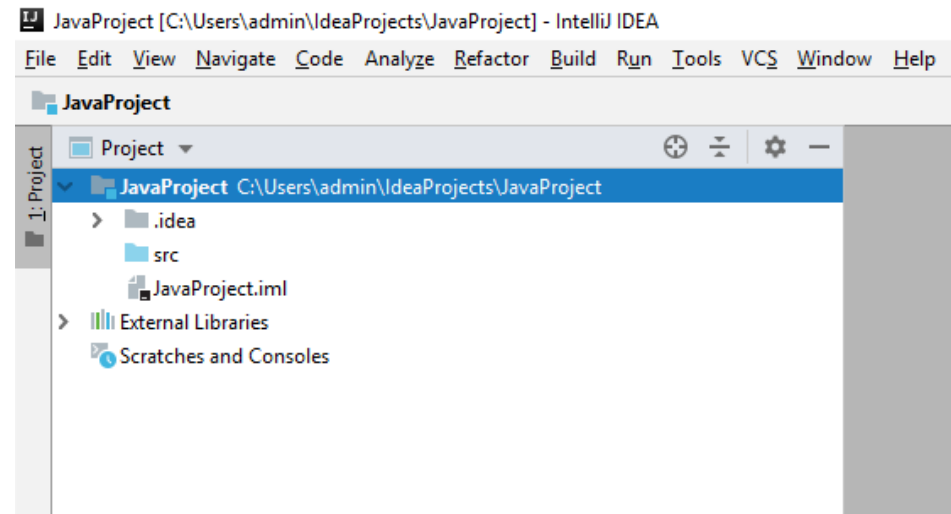 IJ JavaProject [C:\Users\admin\IdeaProjects\JavaProject] - IntelliJ IDEA
File Edit View Navigate Code Analyze Refactor Build Run Tools VCS Window Help
JavaProject
1: Project
Project
JavaProject C:\Users\admin\IdeaProjects\JavaProject
.idea
src
JavaProject.iml
External Libraries
Scratches and Consoles